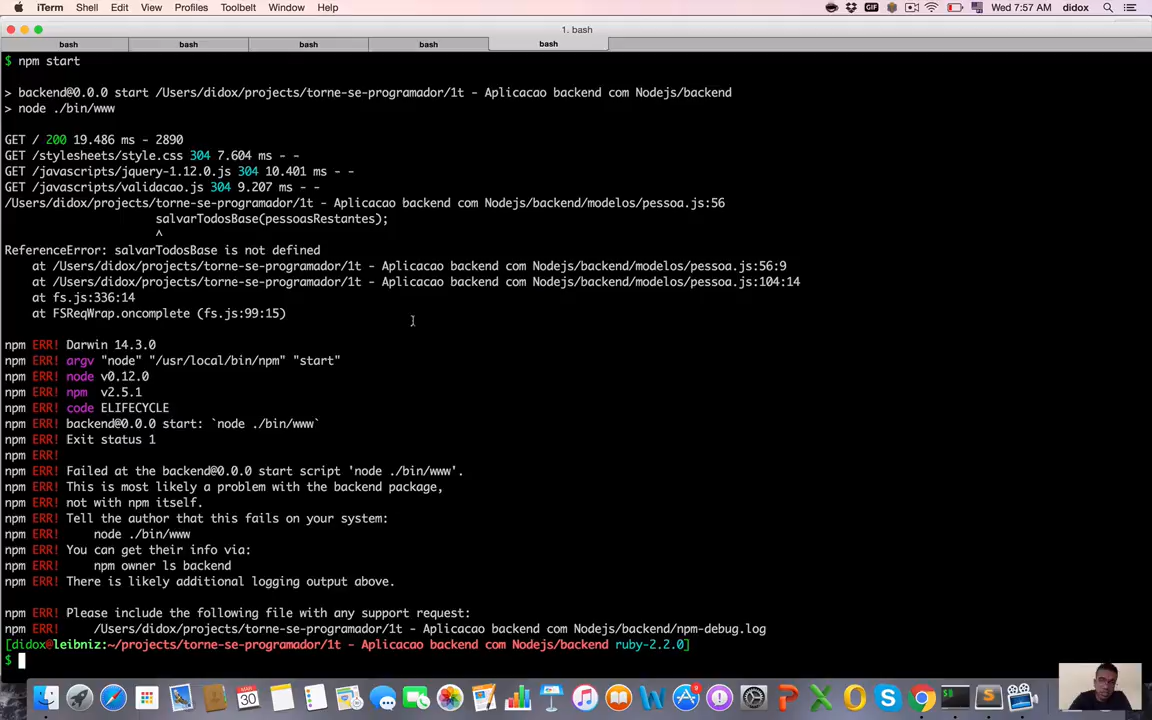 iTerm Shell Edit View Profiles Toolbelt Window Help GIF Wed 7:57 AM didox
1. bash
bash bash bash bash bash
$ npm start
> backend@0.0.0 start /Users/didox/projects/torne-se-programador/1t - Aplicacao backend com Nodejs/backend
> node ./bin/www
GET / 200 19.486 ms - 2890
GET /stylesheets/style.css 304 7.604 ms - -
GET /javascripts/jquery-1.12.0.js 304 10.401 ms - -
GET /javascripts/validacao.js 304 9.207 ms - -
/Users/didox/projects/torne-se-programador/1t - Aplicacao backend com Nodejs/backend/modelos/pessoa.js:56
salvarTodosBase(pessoasRestantes);
^
ReferenceError: salvarTodosBase is not defined
at /Users/didox/projects/torne-se-programador/1t - Aplicacao backend com Nodejs/backend/modelos/pessoa.js:56:9
at /Users/didox/projects/torne-se-programador/1t - Aplicacao backend com Nodejs/backend/modelos/pessoa.js:104:14
at fs.js:336:14
at FSReqWrap.oncomplete (fs.js:99:15)
npm ERR! Darwin 14.3.0
npm ERR! argv "node" "/usr/local/bin/npm" "start"
npm ERR! node v0.12.0
npm ERR! npm  v2.5.1
npm ERR! code ELIFECYCLE
npm ERR! backend@0.0.0 start: `node ./bin/www`
npm ERR! Exit status 1
npm ERR!
npm ERR! Failed at the backend@0.0.0 start script 'node ./bin/www'.
npm ERR! This is most likely a problem with the backend package,
npm ERR! not with npm itself.
npm ERR! Tell the author that this fails on your system:
npm ERR!     node ./bin/www
npm ERR! You can get their info via:
npm ERR!     npm owner ls backend
npm ERR! There is likely additional logging output above.
npm ERR! Please include the following file with any support request:
npm ERR!     /Users/didox/projects/torne-se-programador/1t - Aplicacao backend com Nodejs/backend/npm-debug.log
[didox@leibniz:~/projects/torne-se-programador/1t - Aplicacao backend com Nodejs/backend ruby-2.2.0]
$
30